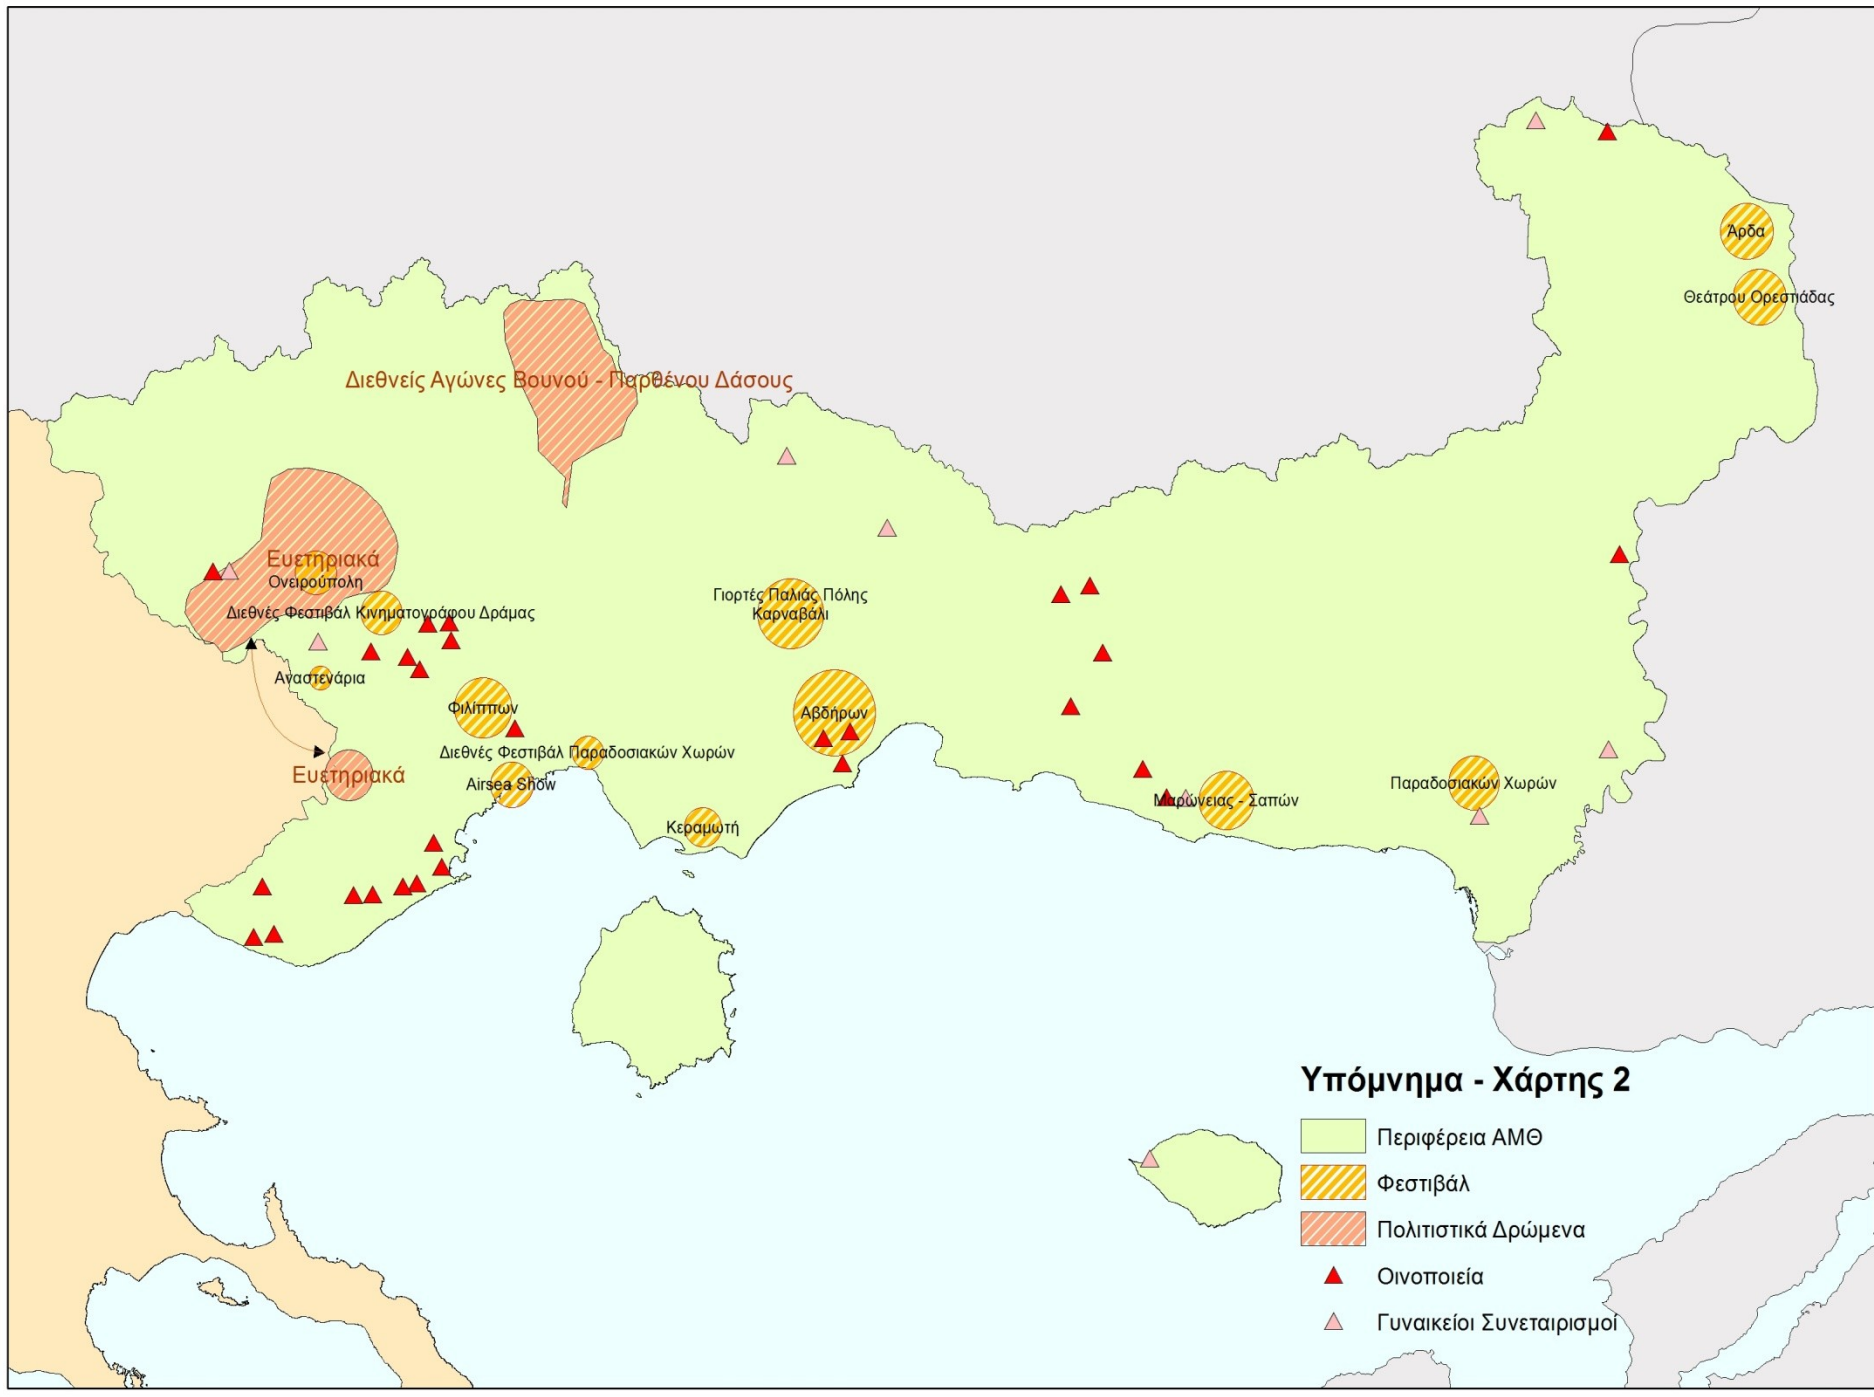 Άρδα
Θεάτρου Ορεστιάδας
Διεθνείς Αγώνες Βουνού - Παρθένου Δάσους
Ευετηριακά
Ονειρούπολη
Διεθνές Φεστιβάλ Κινηματογράφου Δράμας
Γιορτές Παλιάς Πόλης
Καρναβάλι
Αναστενάρια
Φιλίππων
Αβδήρων
Διεθνές Φεστιβάλ Παραδοσιακών Χωρών
Ευετηριακά
Airsea Show
Παραδοσιακών Χωρών
Μαρώνειας - Σαπών
Κεραμωτή
Υπόμνημα - Χάρτης 2
Περιφέρεια ΑΜΘ
Φεστιβάλ
Πολιτιστικά Δρώμενα
Οινοποιεία
Γυναικείοι Συνεταιρισμοί